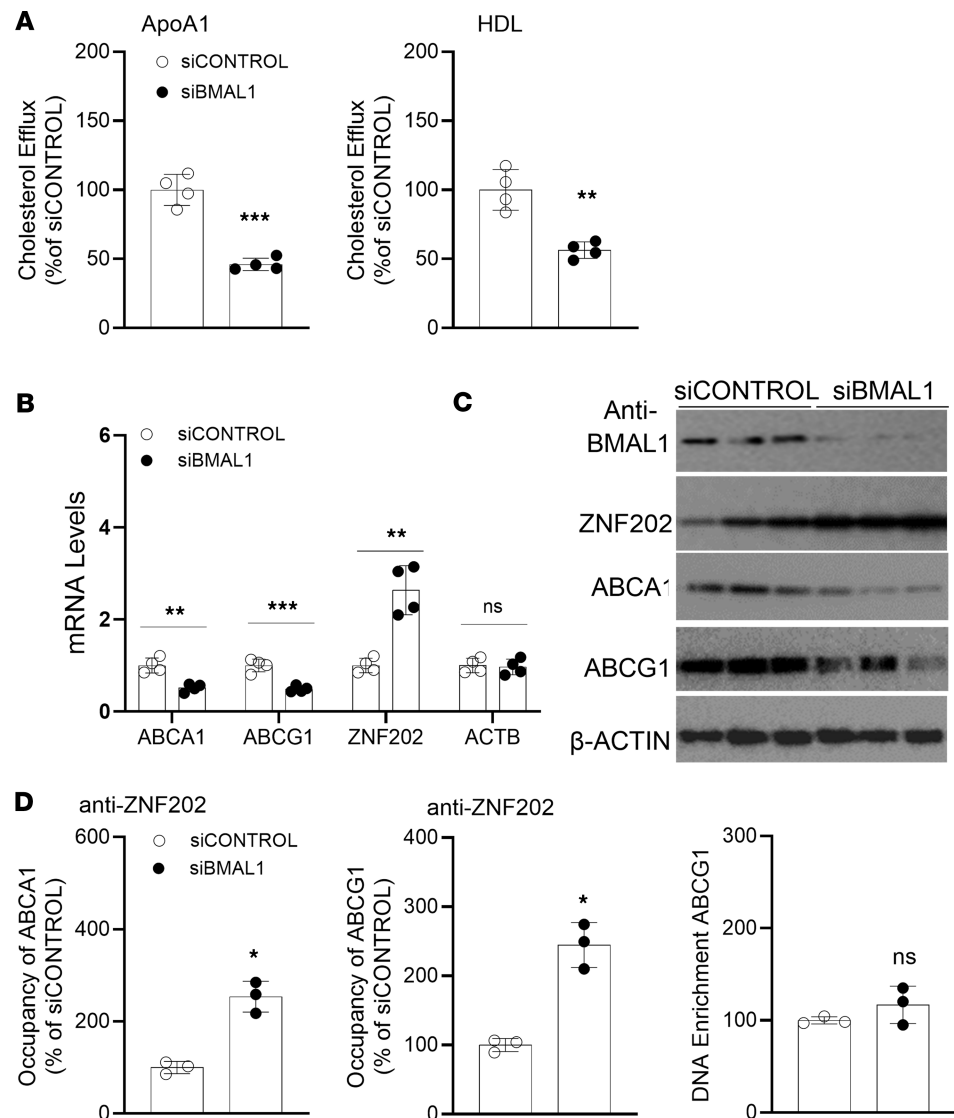 A
ApoA1
HDL
Cholesterol Efflux
(%of siCONTROL)
200
150
100
50
0
siCONTROL
siBMAL1
***
Cholesterol Efflux
(%of siCONTROL)
200
150
100
50
0
**
B
mRNA Levels
6
4
2
0
siCONTROL
siBMAL1
**
***
**
ns
ABCA1
ABCG1
ZNF202
ACTB
C
siCONTROL
siBMAL1
Anti-
BMAL1
ZNF202
ABCA1
ABCG1
β-ACTIN
D
anti-ZNF202
Occupancy of ABCA1
(% of siCONTROL)
600
400
200
0
siCONTROL
siBMAL1
*
anti-ZNF202
Occupancy of ABCG1
(% of siCONTROL)
400
300
200
100
0
*
DNA Enrichment ABCG1
300
200
100
0
ns